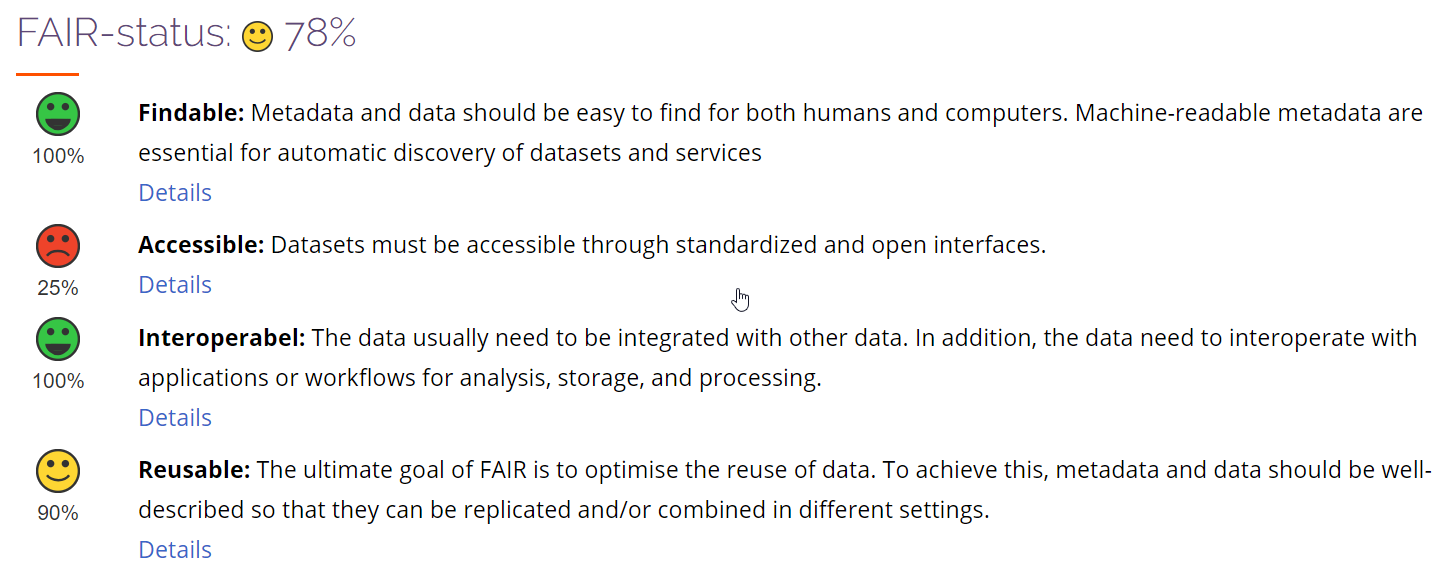 FAIR-status: 78%
Findable: Metadata and data should be easy to find for both humans and computers. Machine-readable metadata are
100%
essential for automatic discovery of datasets and services
Details
Accessible: Datasets must be accessible through standardized and open interfaces.
25%
Details
Interoperabel: The data usually need to be integrated with other data. In addition, the data need to interoperate with
100%
applications or workflows for analysis, storage, and processing.
Details
Reusable: The ultimate goal of FAIR is to optimise the reuse of data. To achieve this, metadata and data should be well-
90%
described so that they can be replicated and/or combined in different settings.
Details